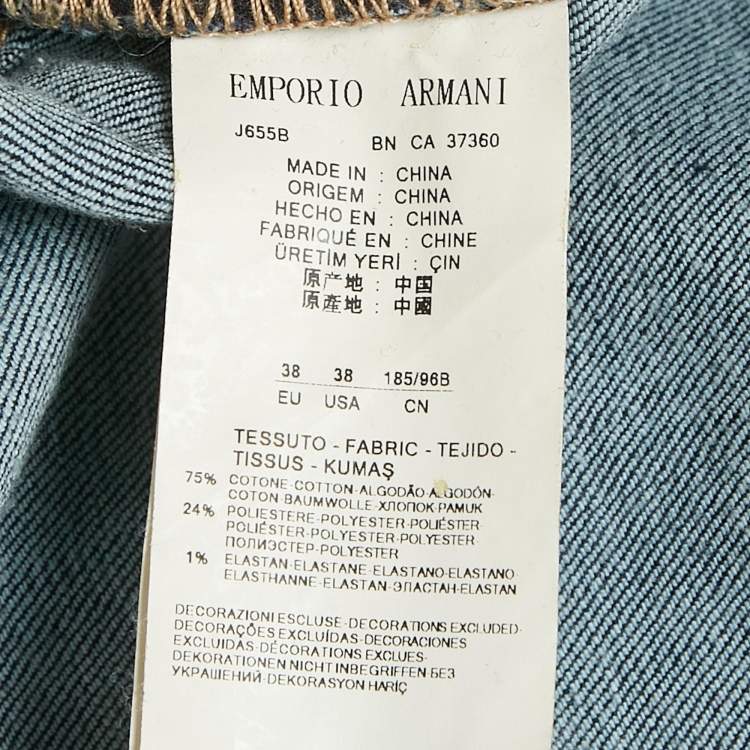 EMPORIO ARMANI
J655B BN CA 37360
MADE IN : CHINA
ORIGEM : CHINA
HECHO EN : CHINA
FABRIQUÉ EN : CHINE
ÜRETİM YERİ : ÇIN
原产地 : 中国
原產地 : 中國
38 38 185/96B
EU USA CN
TESSUTO - FABRIC - TEJIDO -
TISSUS - KUMAŞ
75% COTONE-COTTON-ALGODÃO-ALGODÓN-
COTON-BAUMWOLLE-ХЛОПОК-PAMUK
24% POLIESTERE-POLYESTER-POLIÉSTER-
POLIÉSTER-POLYESTER-POLYESTER-
ПОЛИЭСТЕР-POLYESTER
1% ELASTAN-ELASTANE-ELASTANO-ELASTANO-
ELASTHANNE-ELASTAN-ЭЛАСТАН-ELASTAN
DECORAZIONI ESCLUSE-DECORATIONS EXCLUDED-
DECORAÇÕES EXCLUÍDAS-DECORACIONES
EXCLUIDAS-DÉCORATIONS EXCLUES-
DEKORATIONEN NICHT INBEGRIFFEN-БЕЗ
УКРАШЕНИЙ-DEKORASYON HARİÇ